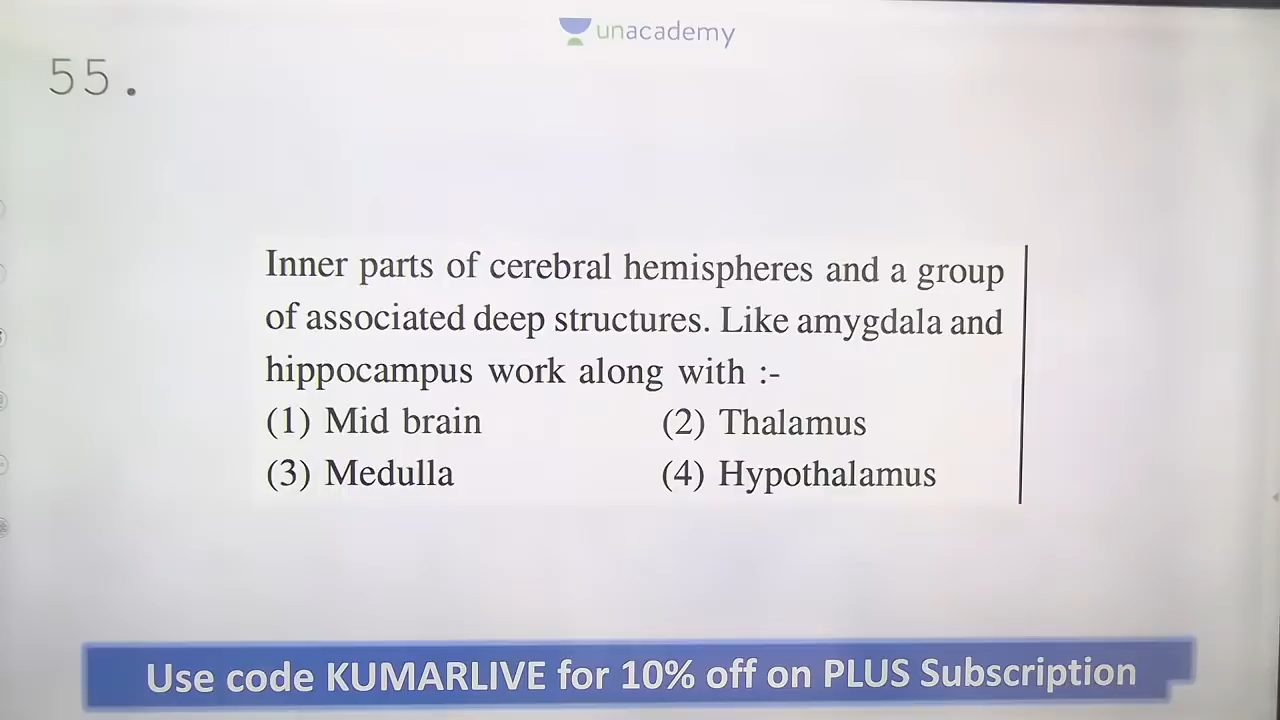 unacademy
55.
Inner parts of cerebral hemispheres and a group
of associated deep structures. Like amygdala and
hippocampus work along with :-
(1) Mid brain (2) Thalamus
(3) Medulla (4) Hypothalamus
Use code KUMARLIVE for 10% off on PLUS Subscription